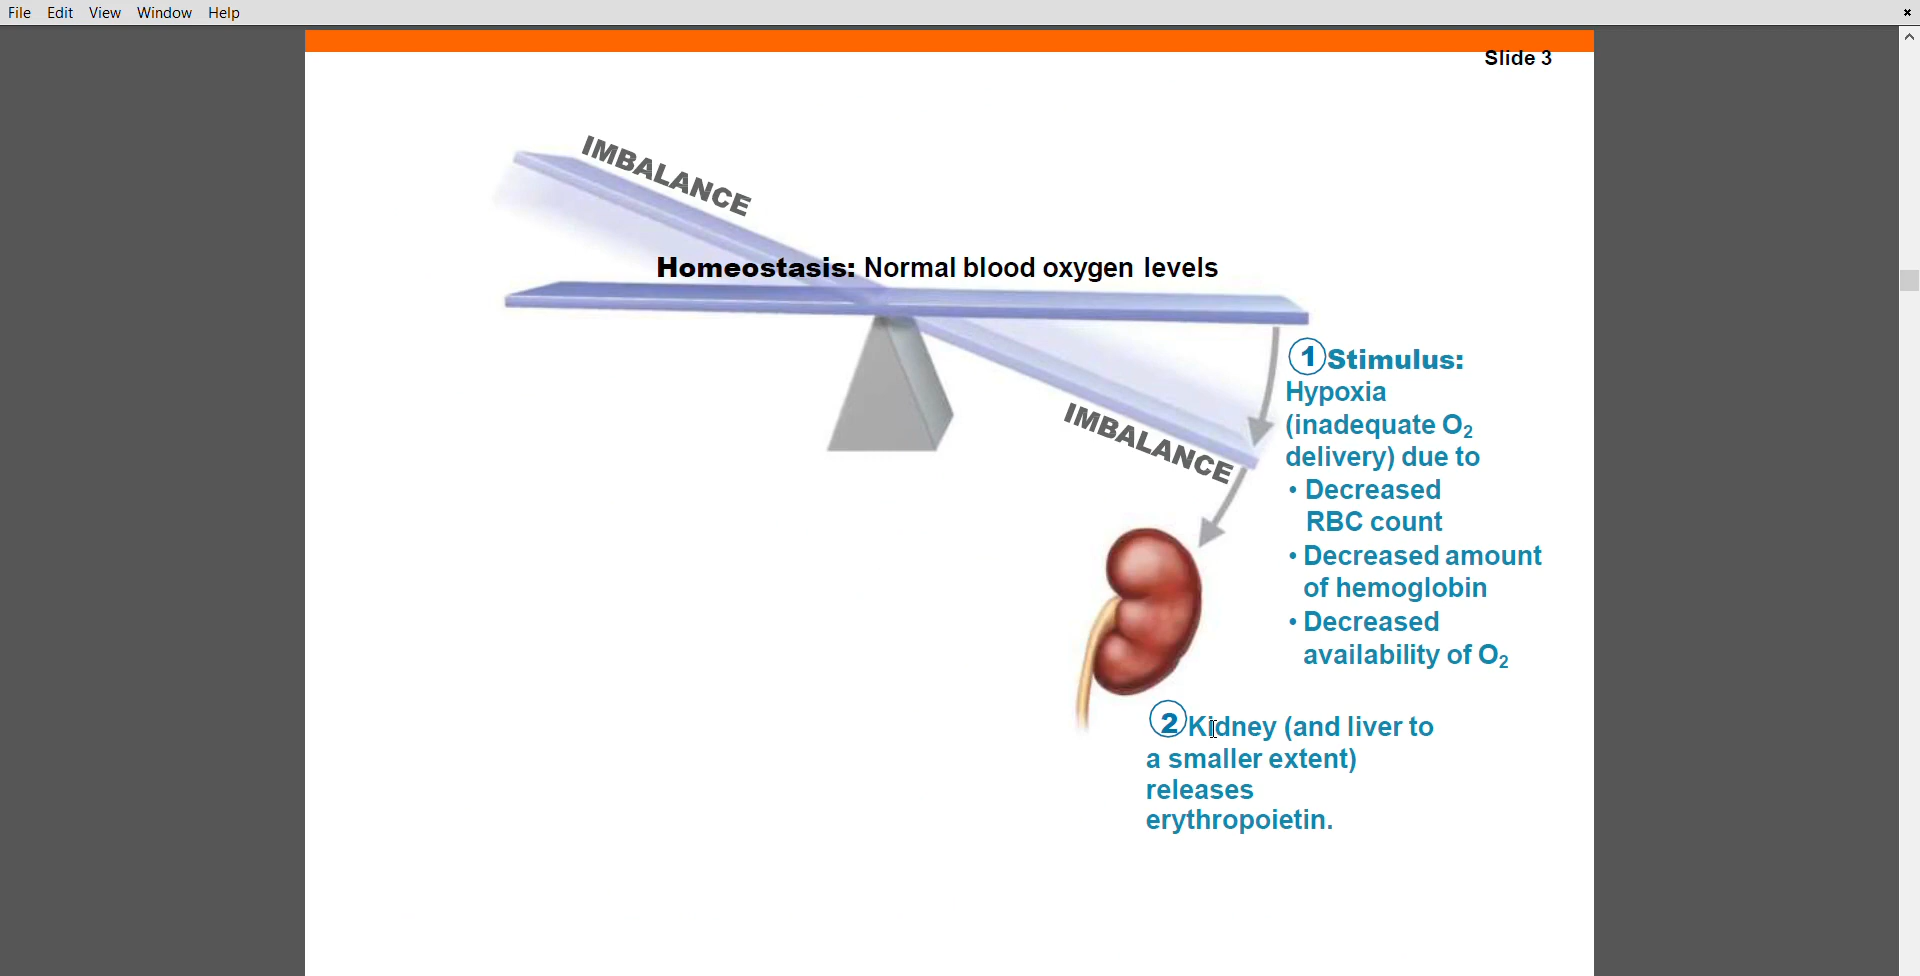 File Edit View Window Help
Slide 3
IMBALANCE
Homeostasis: Normal blood oxygen levels
IMBALANCE
1 Stimulus:
Hypoxia
(inadequate O₂
delivery) due to
• Decreased
RBC count
• Decreased amount
of hemoglobin
• Decreased
availability of O₂
2 Kidney (and liver to
a smaller extent)
releases
erythropoietin.